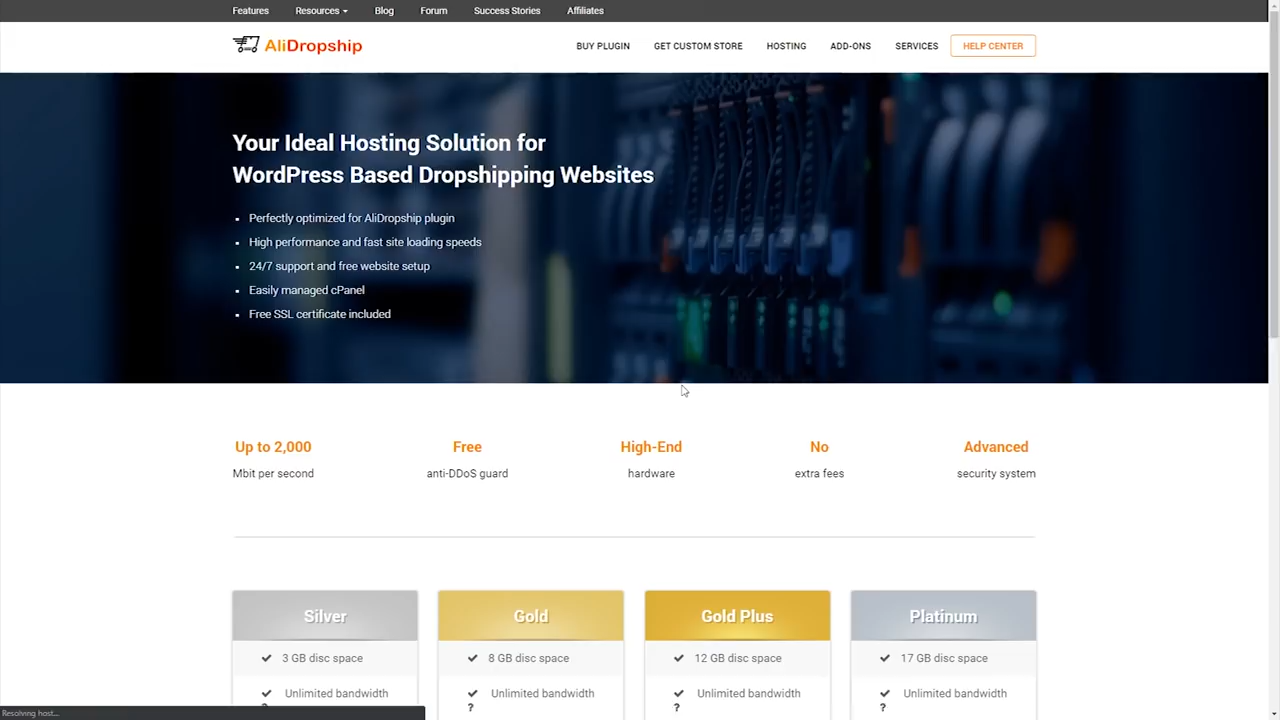 Features Resources Blog Forum Success Stories Affiliates
AliDropship BUY PLUGIN GET CUSTOM STORE HOSTING ADD-ONS SERVICES HELP CENTER
Your Ideal Hosting Solution for
WordPress Based Dropshipping Websites
Perfectly optimized for AliDropship plugin
High performance and fast site loading speeds
24/7 support and free website setup
Easily managed cPanel
Free SSL certificate included
Up to 2,000 Free High-End No Advanced
Mbit per second anti-DDoS guard hardware extra fees security system
Silver Gold Gold Plus Platinum
3 GB disc space 8 GB disc space 12 GB disc space 17 GB disc space
Unlimited bandwidth Unlimited bandwidth Unlimited bandwidth Unlimited bandwidth
? ? ? ?
Resolving host...